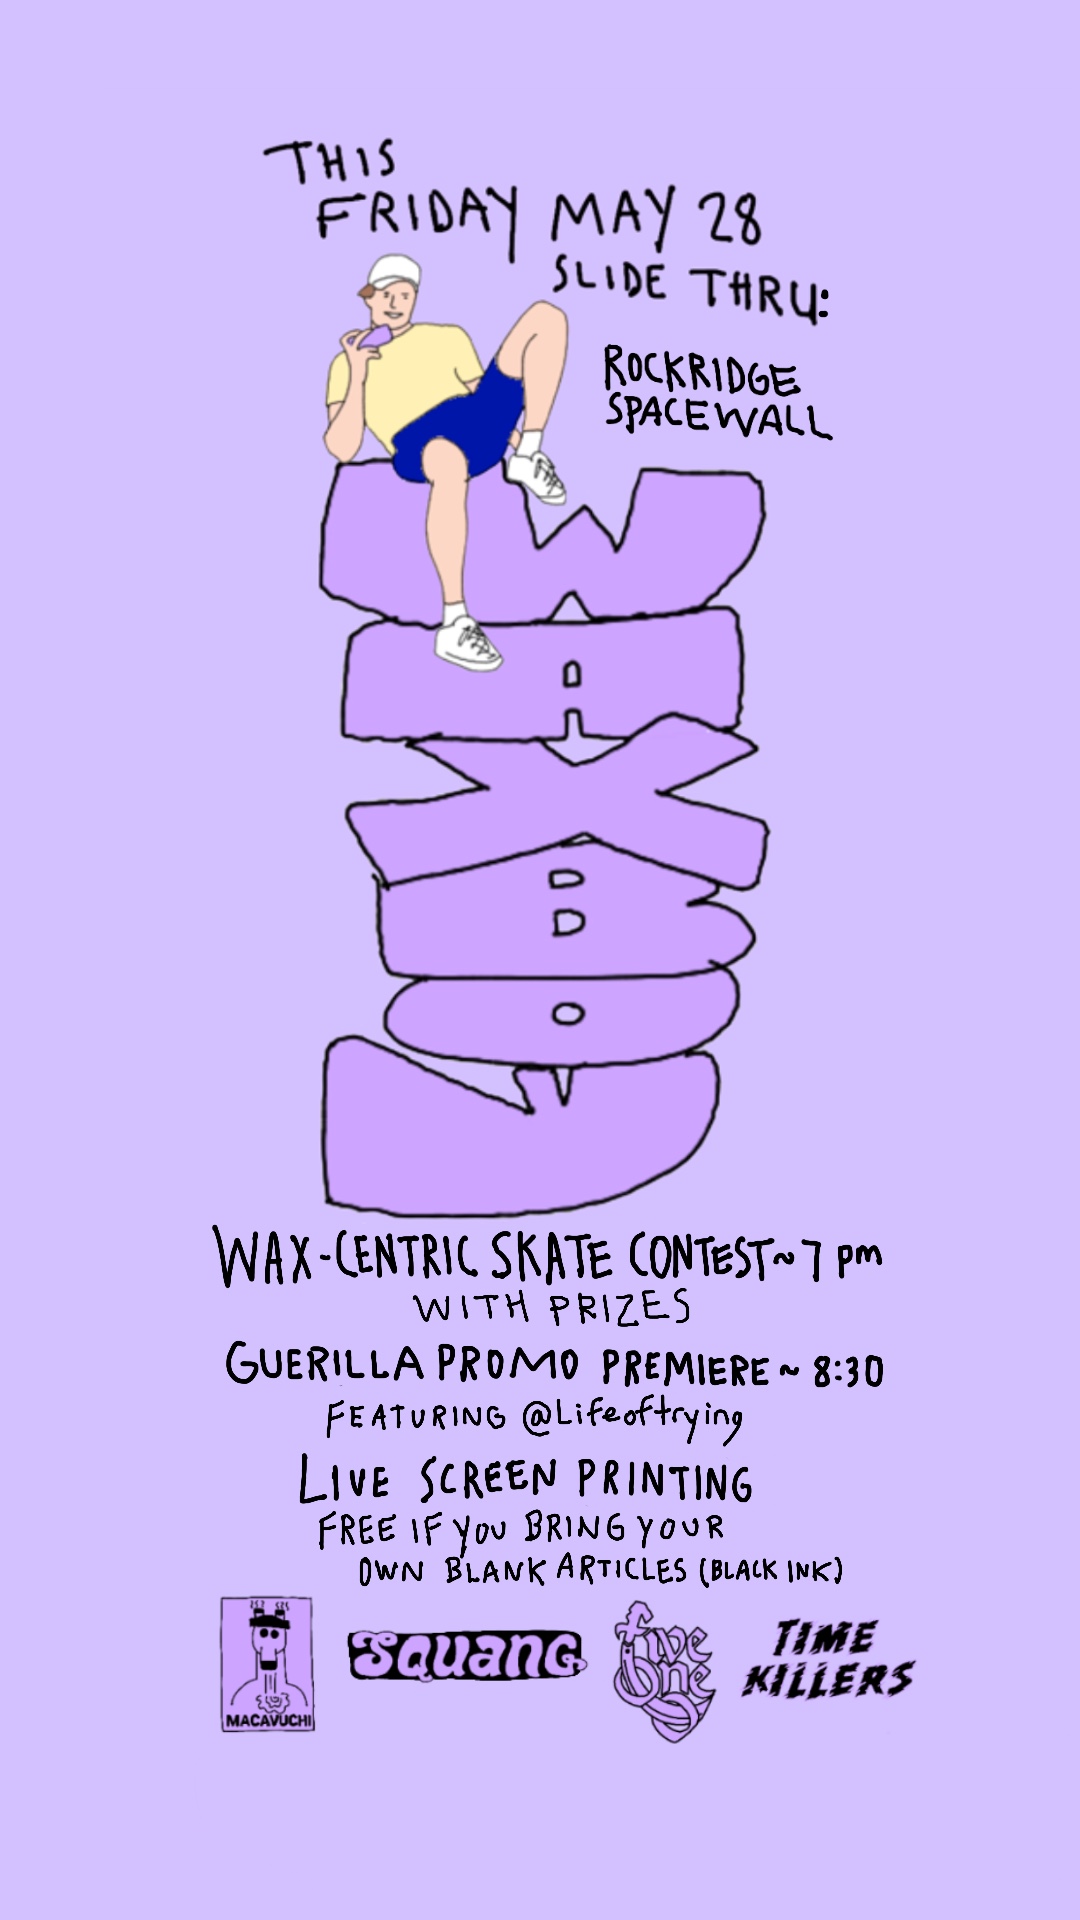 THIS
FRIDAY MAY 28
SLIDE THRU:
ROCKRIDGE
SPACEWALL
WAXBOY
WAX-CENTRIC SKATE CONTEST~7 pm
WITH PRIZES
GUERILLA PROMO PREMIERE~8:30
FEATURING @Lifeoftrying
LIVE SCREEN PRINTING
FREE IF YOU BRING YOUR
OWN BLANK ARTICLES (BLACK INK)
MACAVUCHI
Squang
five
One
TIME
KILLERS